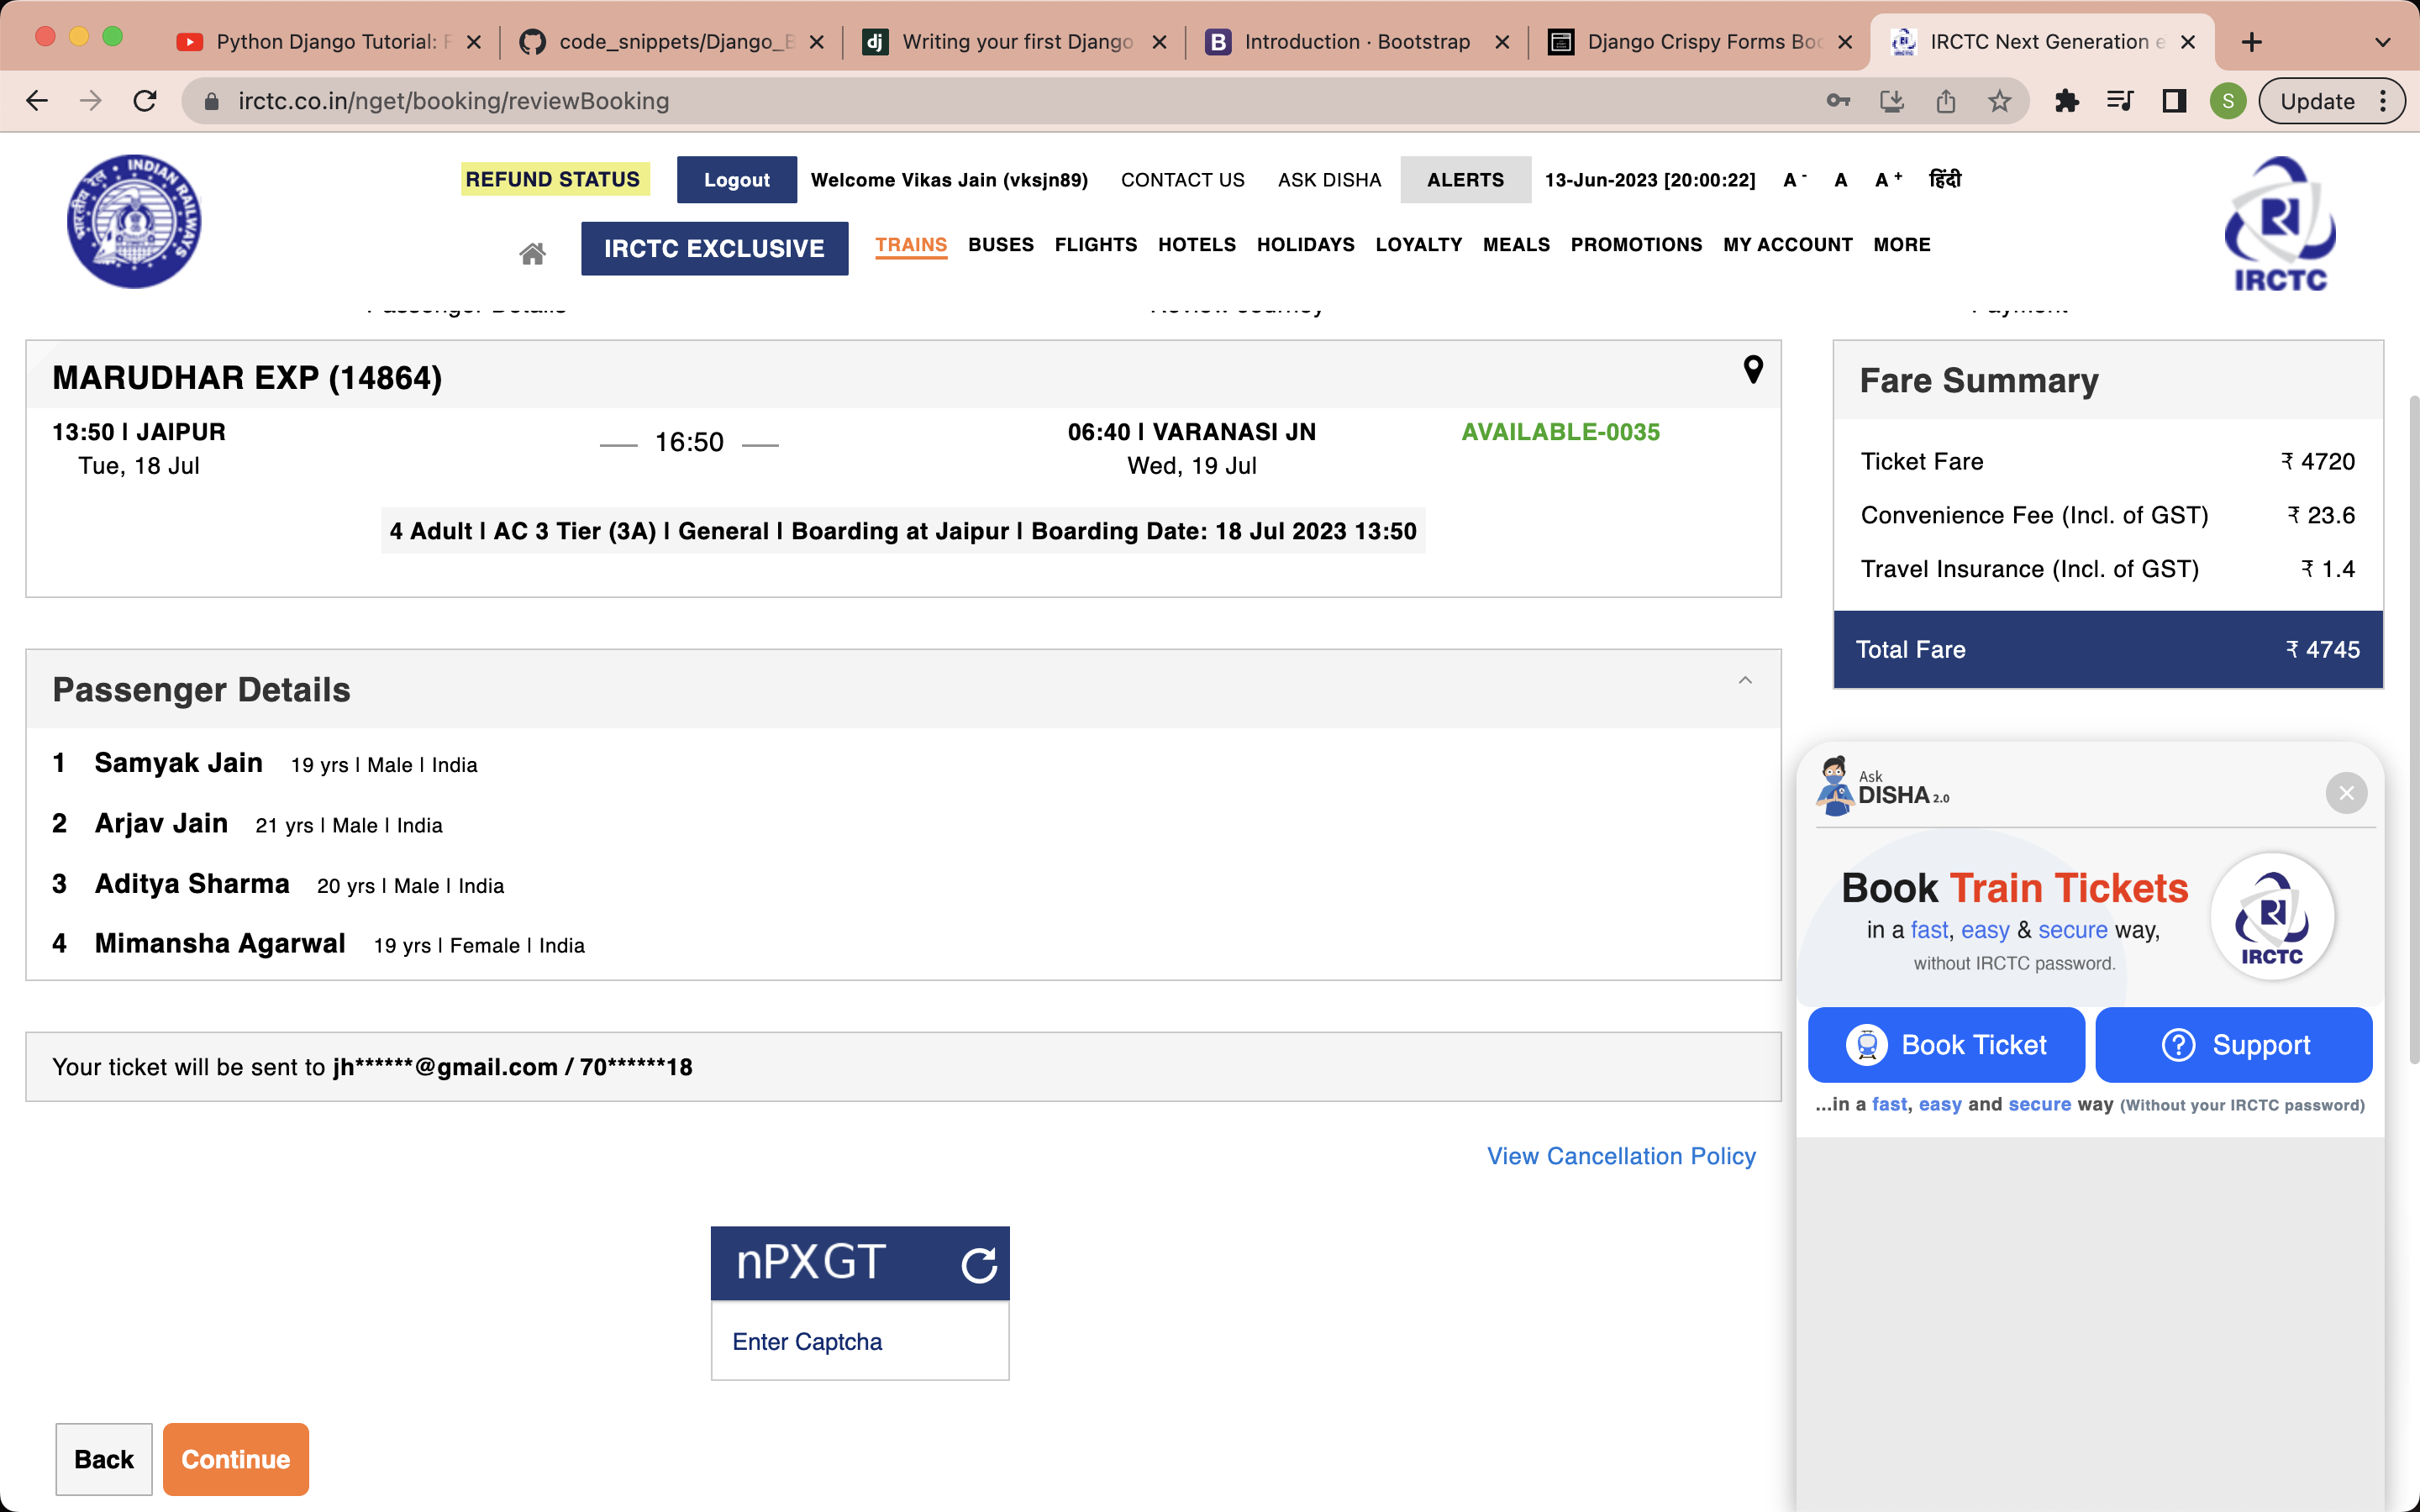 Python Django Tutorial: F
code_snippets/Django_B
Writing your first Django
Introduction · Bootstrap
Django Crispy Forms Boo
IRCTC Next Generation e
irctc.co.in/nget/booking/reviewBooking
S
Update
REFUND STATUS
Logout
Welcome Vikas Jain (vksjn89)
CONTACT US
ASK DISHA
ALERTS
13-Jun-2023 [20:00:22]
A - A A +
हिंदी
INDIAN RAILWAYS
भारतीय रेल
IRCTC EXCLUSIVE
TRAINS
BUSES
FLIGHTS
HOTELS
HOLIDAYS
LOYALTY
MEALS
PROMOTIONS
MY ACCOUNT
MORE
IRCTC
Passenger Details
Review Journey
Payment
MARUDHAR EXP (14864)
13:50 | JAIPUR
Tue, 18 Jul
— 16:50 —
06:40 | VARANASI JN
Wed, 19 Jul
AVAILABLE-0035
4 Adult | AC 3 Tier (3A) | General | Boarding at Jaipur | Boarding Date: 18 Jul 2023 13:50
Fare Summary
Ticket Fare ₹ 4720
Convenience Fee (Incl. of GST) ₹ 23.6
Travel Insurance (Incl. of GST) ₹ 1.4
Total Fare ₹ 4745
Passenger Details
1 Samyak Jain 19 yrs | Male | India
2 Arjav Jain 21 yrs | Male | India
3 Aditya Sharma 20 yrs | Male | India
4 Mimansha Agarwal 19 yrs | Female | India
Your ticket will be sent to jh******@gmail.com / 70******18
View Cancellation Policy
nPXGT
Enter Captcha
Back
Continue
Ask
DISHA 2.0
Book Train Tickets
in a fast, easy & secure way,
without IRCTC password.
IRCTC
Book Ticket
Support
...in a fast, easy and secure way (Without your IRCTC password)